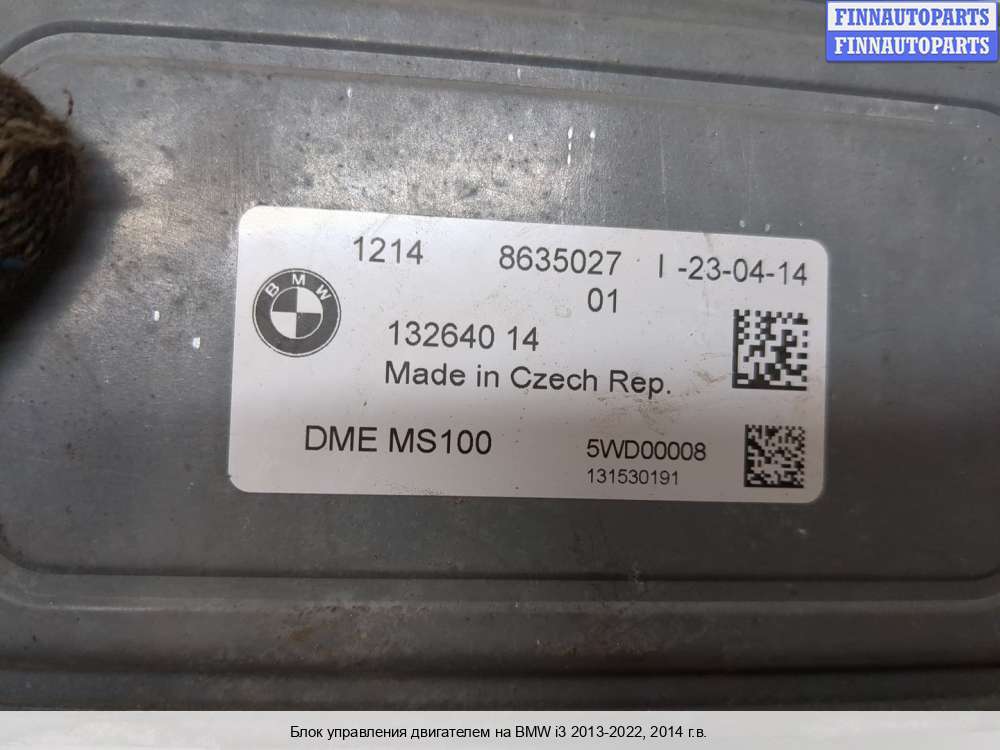 FINNAUTOPARTS
FINNAUTOPARTS
1214 8635027 I -23-04-14
01
BMW
132640 14
Made in Czech Rep.
DME MS100 5WD00008
131530191
Блок управления двигателем на BMW i3 2013-2022, 2014 г.в.